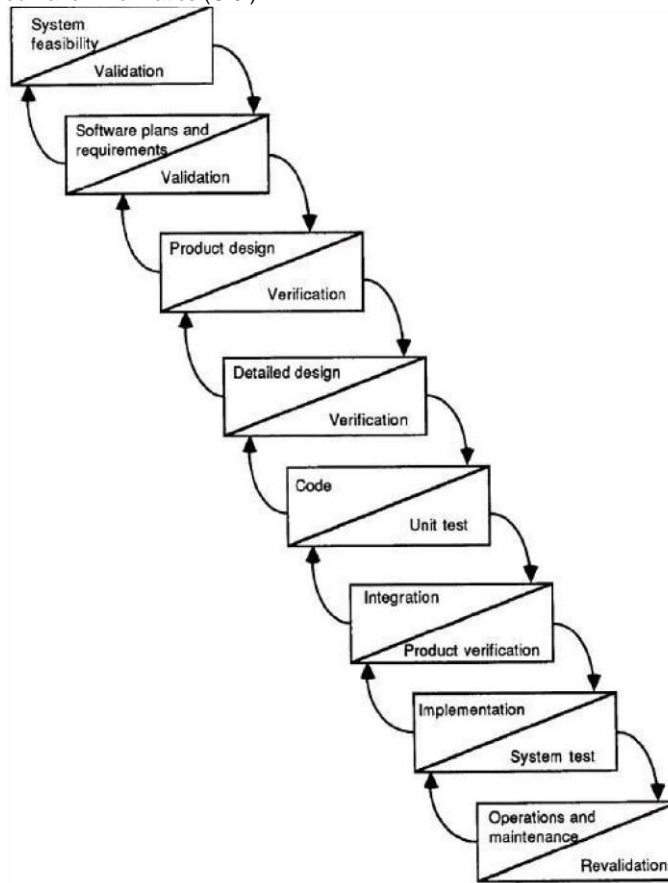 System
feasibility
Validation
Software plans and
requirements
Validation
Product design
Verification
Detailed design
Verification
Code
Unit test
Integration
Product verification
Implementation
System test
Operations and
maintenance
Revalidation